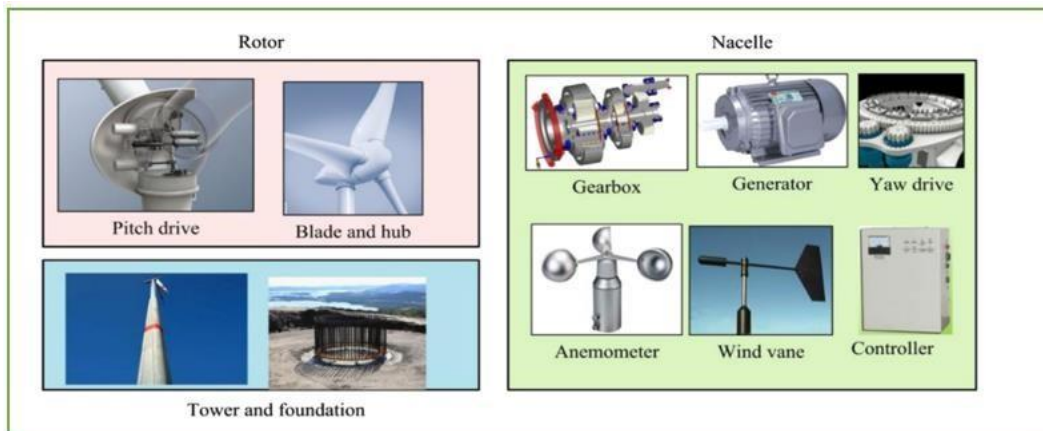 Rotor
Nacelle
Pitch drive
Blade and hub
Gearbox
Generator
Yaw drive
Anemometer
Wind vane
Controller
Tower and foundation